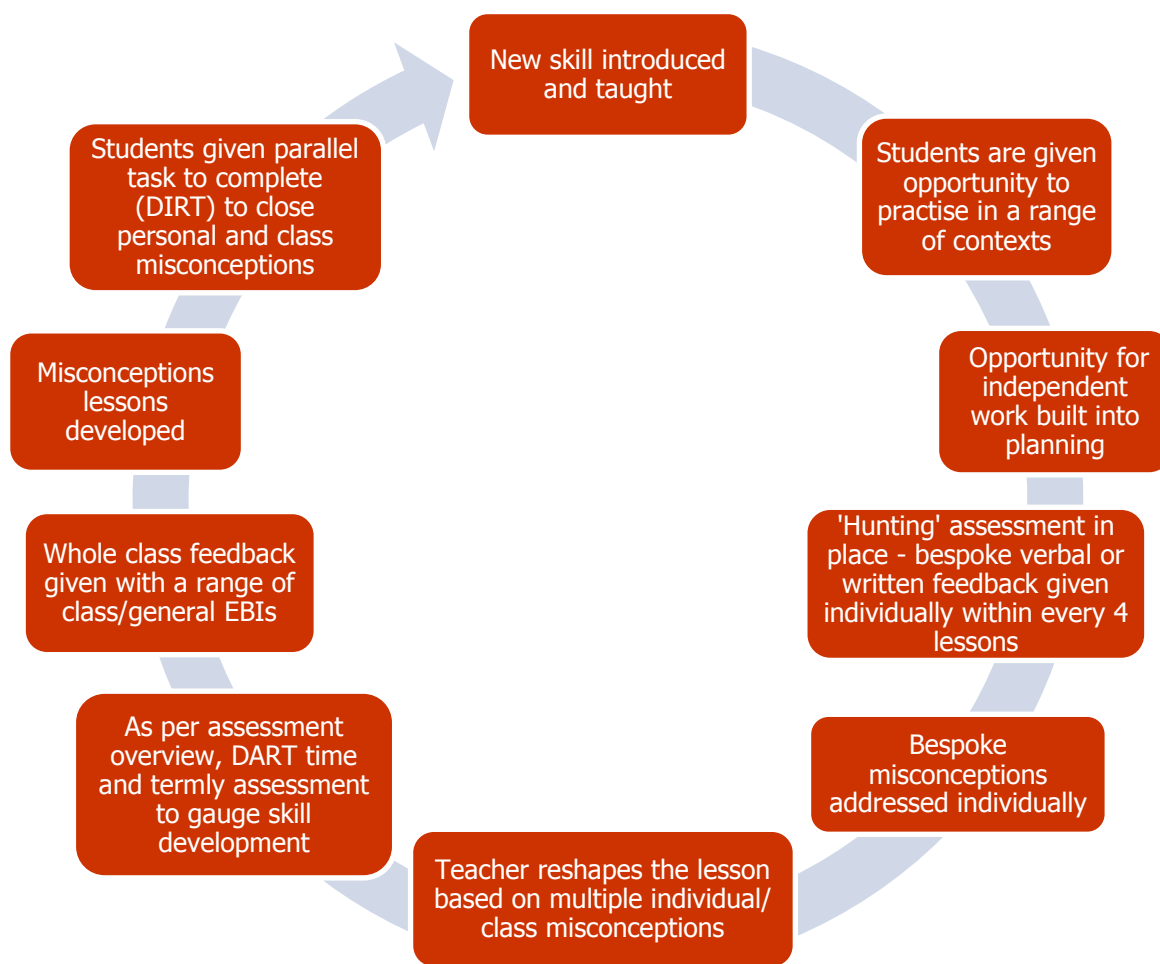 New skill introduced
and taught
Students are given
opportunity to
practise in a range
of contexts
Opportunity for
independent
work built into
planning
'Hunting' assessment in
place - bespoke verbal or
written feedback given
individually within every 4
lessons
Bespoke
misconceptions
addressed individually
Teacher reshapes the lesson
based on multiple individual/
class misconceptions
As per assessment
overview, DART time
and termly assessment
to gauge skill
development
Whole class feedback
given with a range of
class/general EBIs
Misconceptions
lessons
developed
Students given parallel
task to complete
(DIRT) to close
personal and class
misconceptions